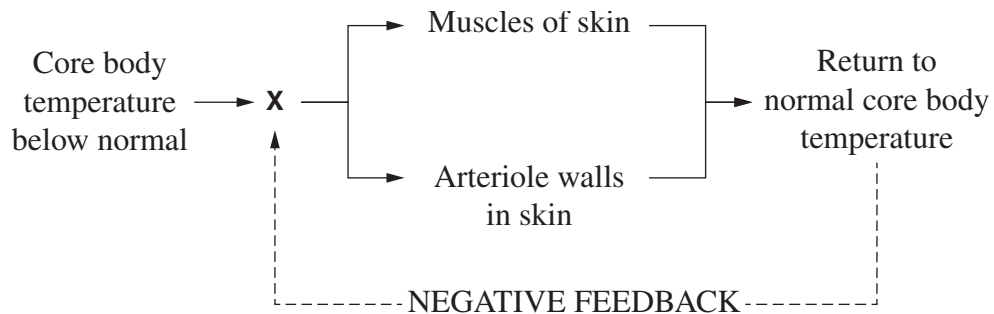 Core body
temperature
below normal
X
Muscles of skin
Arteriole walls
in skin
Return to
normal core body
temperature
NEGATIVE FEEDBACK